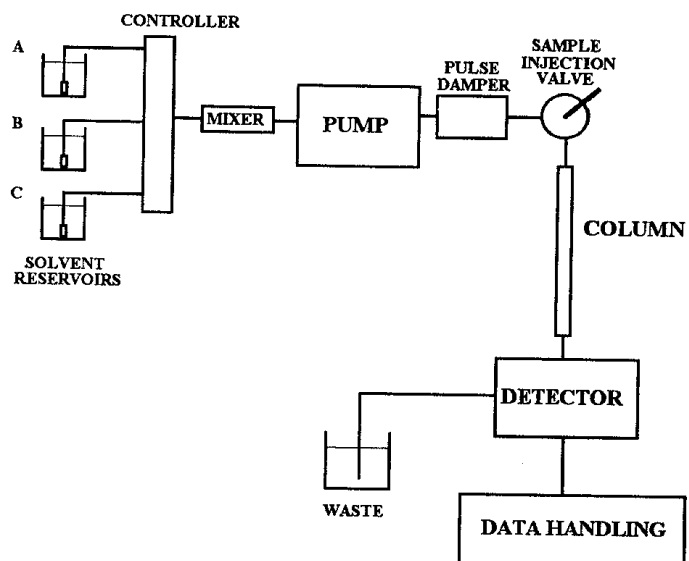 CONTROLLER
A
B
C
SOLVENT
RESERVOIRS
MIXER
PUMP
PULSE
DAMPER
SAMPLE
INJECTION
VALVE
COLUMN
DETECTOR
WASTE
DATA HANDLING